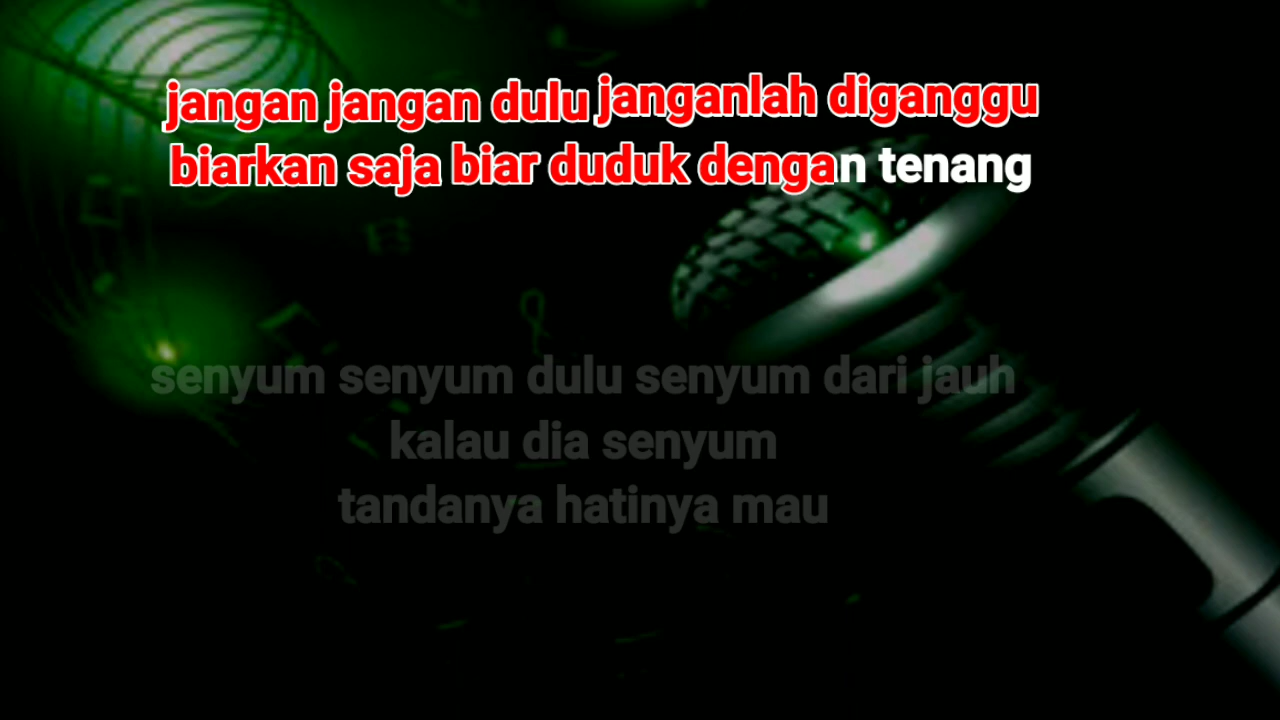 jangan jangan dulu janganlah diganggu
biarkan saja biar duduk dengan tenang
senyum senyum dulu senyum dari jauh
kalau dia senyum
tandanya hatinya mau